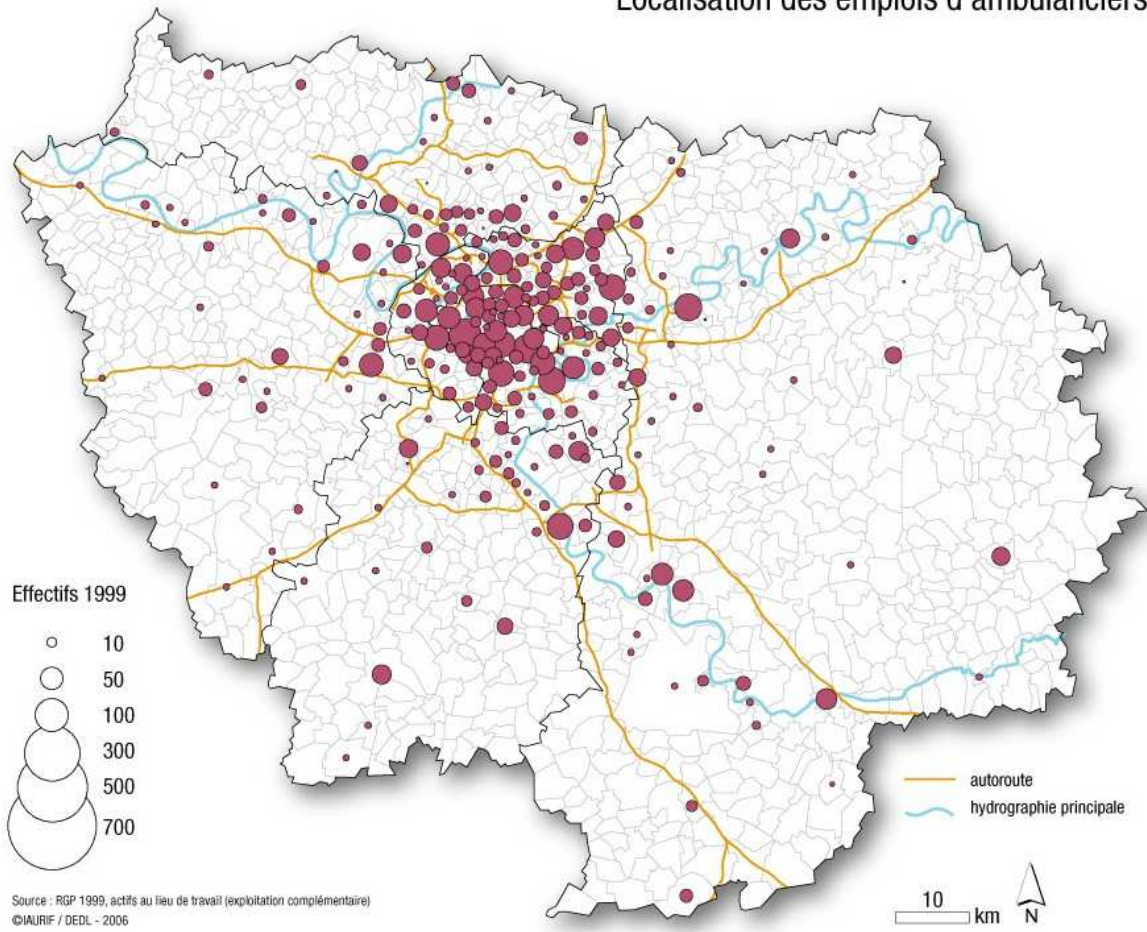 Localisation des emplois d'ambulanciers
Effectifs 1999
10
50
100
300
500
700
autoroute
hydrographie principale
10
km
N
Source : RGP 1999, actifs au lieu de travail (exploitation complémentaire)
©IAURIF / DEDL - 2006